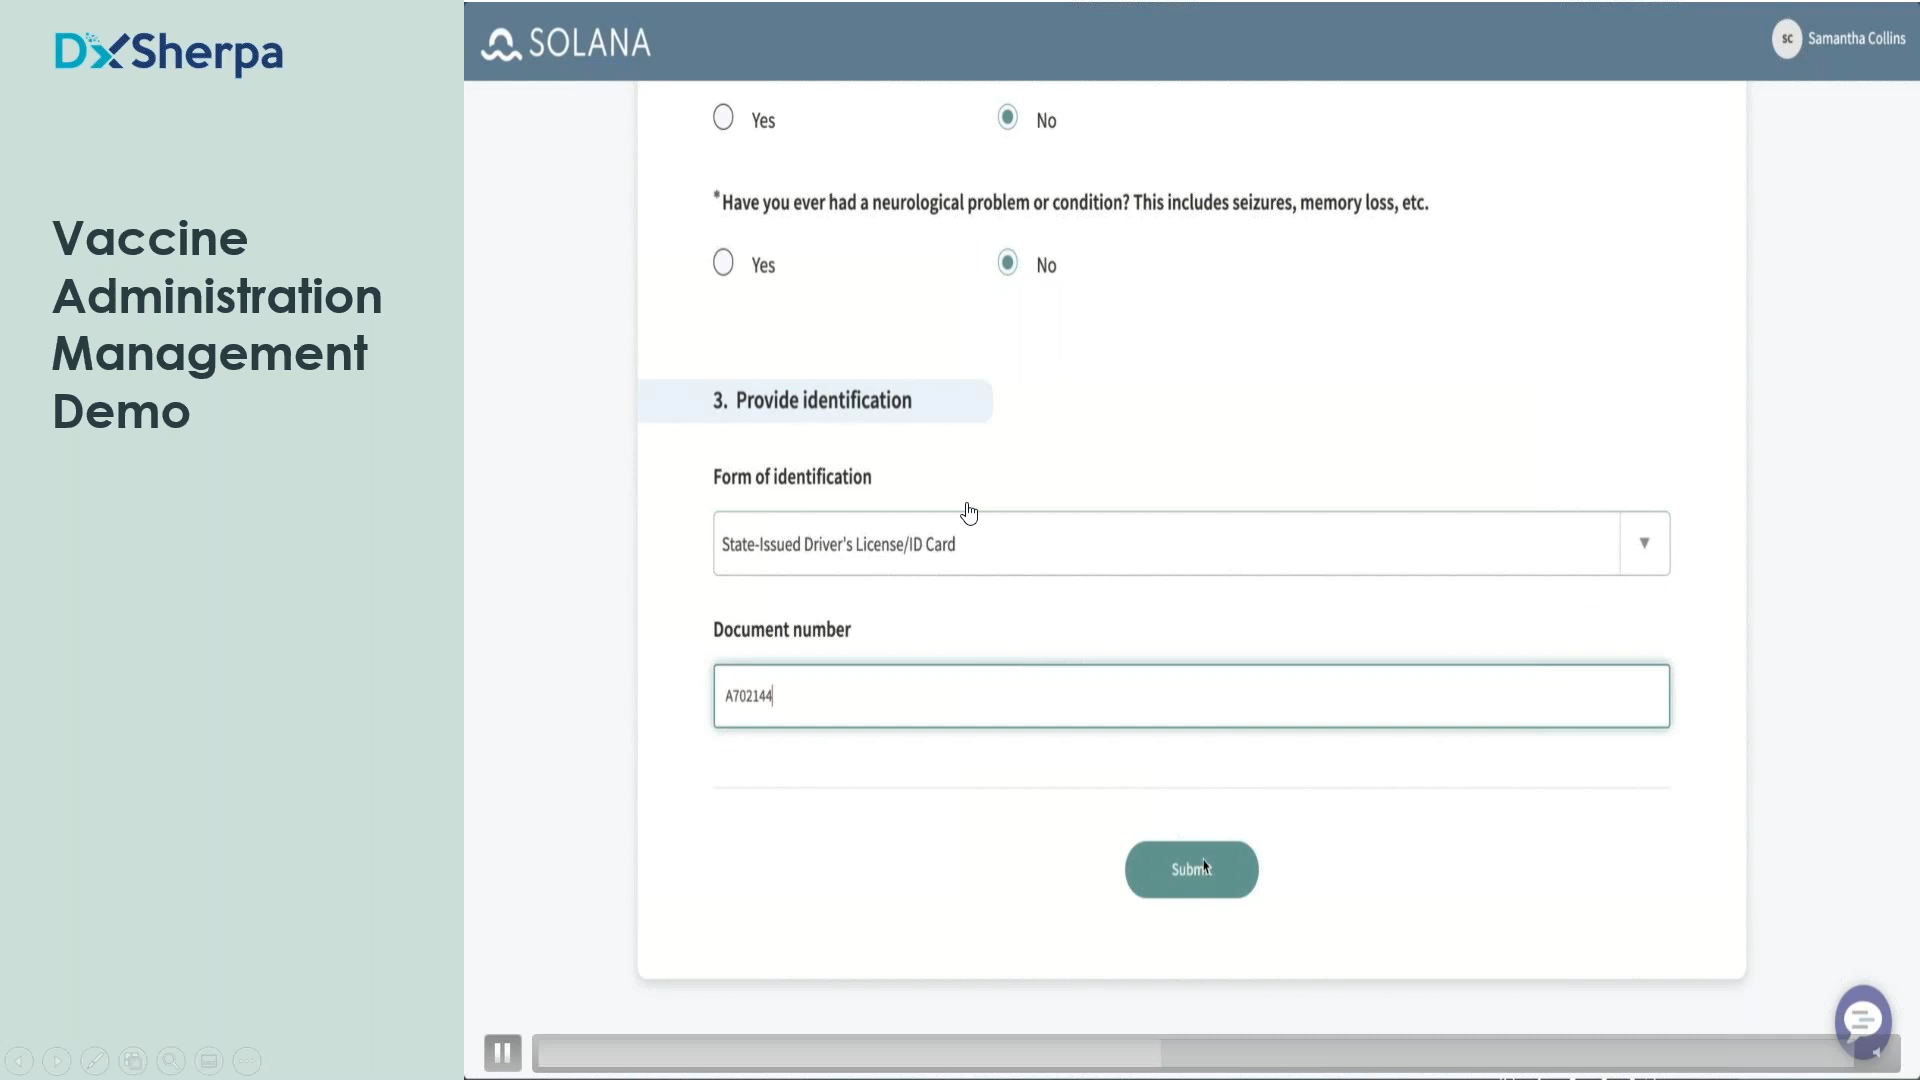 DxSherpa
SOLANA
SC Samantha Collins
Vaccine
Administration
Management
Demo
Yes No
*Have you ever had a neurological problem or condition? This includes seizures, memory loss, etc.
Yes No
3. Provide identification
Form of identification
State-Issued Driver's License/ID Card
Document number
A702144
Submit